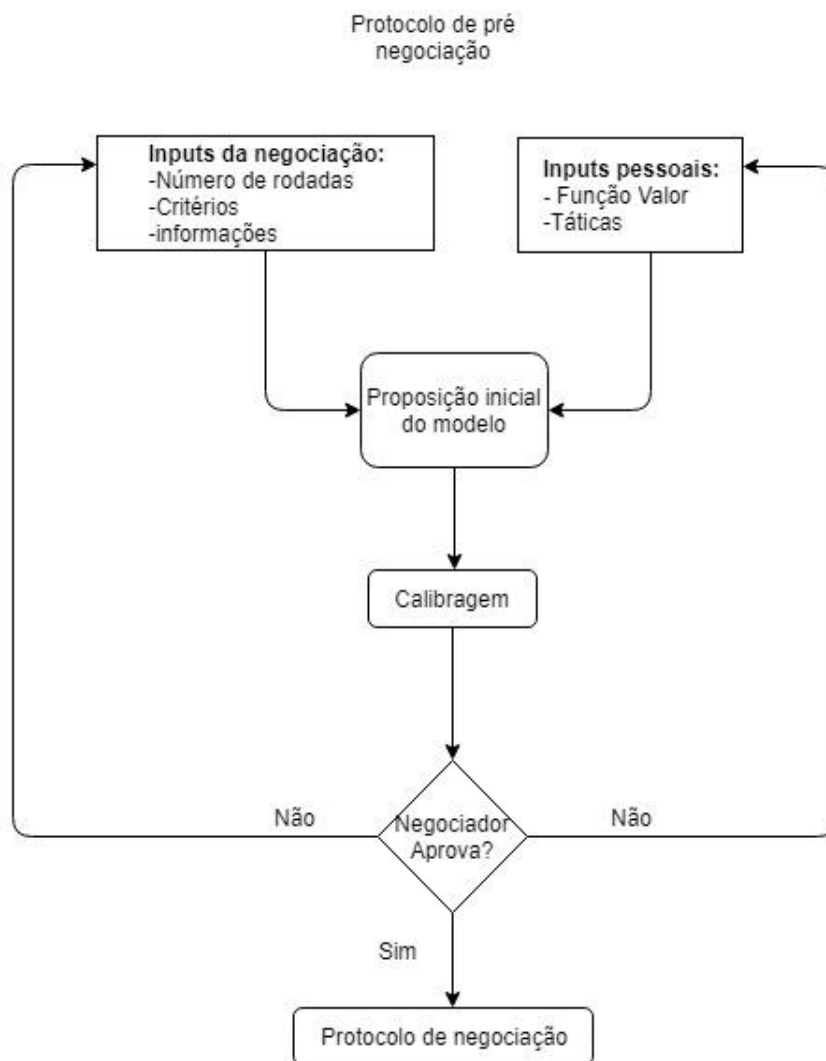 Protocolo de pré
negociação
Inputs da negociação:
-Número de rodadas
-Critérios
-informações
Inputs pessoais:
- Função Valor
-Táticas
Proposição inicial
do modelo
Calibragem
Não
Negociador
Aprova?
Não
Sim
Protocolo de negociação